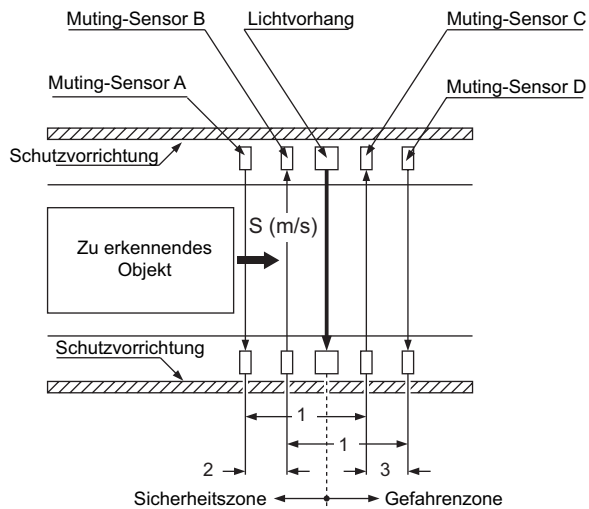 Muting-Sensor B
Lichtvorhang
Muting-Sensor C
Muting-Sensor A
Muting-Sensor D
Schutzvorrichtung
S (m/s)
Zu erkennendes
Objekt
Schutzvorrichtung
1
1
2
3
Sicherheitszone
Gefahrenzone